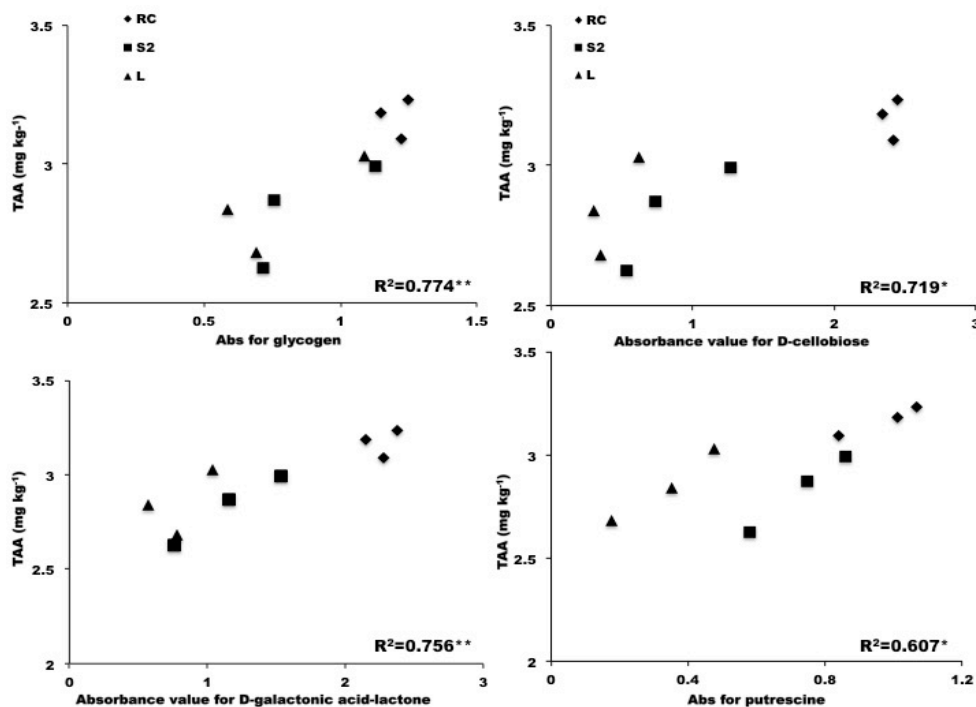 3.5
3
2.5
TAA (mg kg-1)
RC
S2
L
R2=0.774**
0
0.5
1
1.5
Abs for glycogen
3.5
3
2.5
TAA (mg kg-1)
RC
S2
L
R2=0.719*
0
1
2
3
Absorbance value for D-cellobiose
3.5
3
2.5
2
TAA (mg kg-1)
R2=0.756**
0
1
2
3
Absorbance value for D-galactonic acid-lactone
3.5
3
2.5
2
TAA (mg kg-1)
R2=0.607*
0
0.4
0.8
1.2
Abs for putrescine